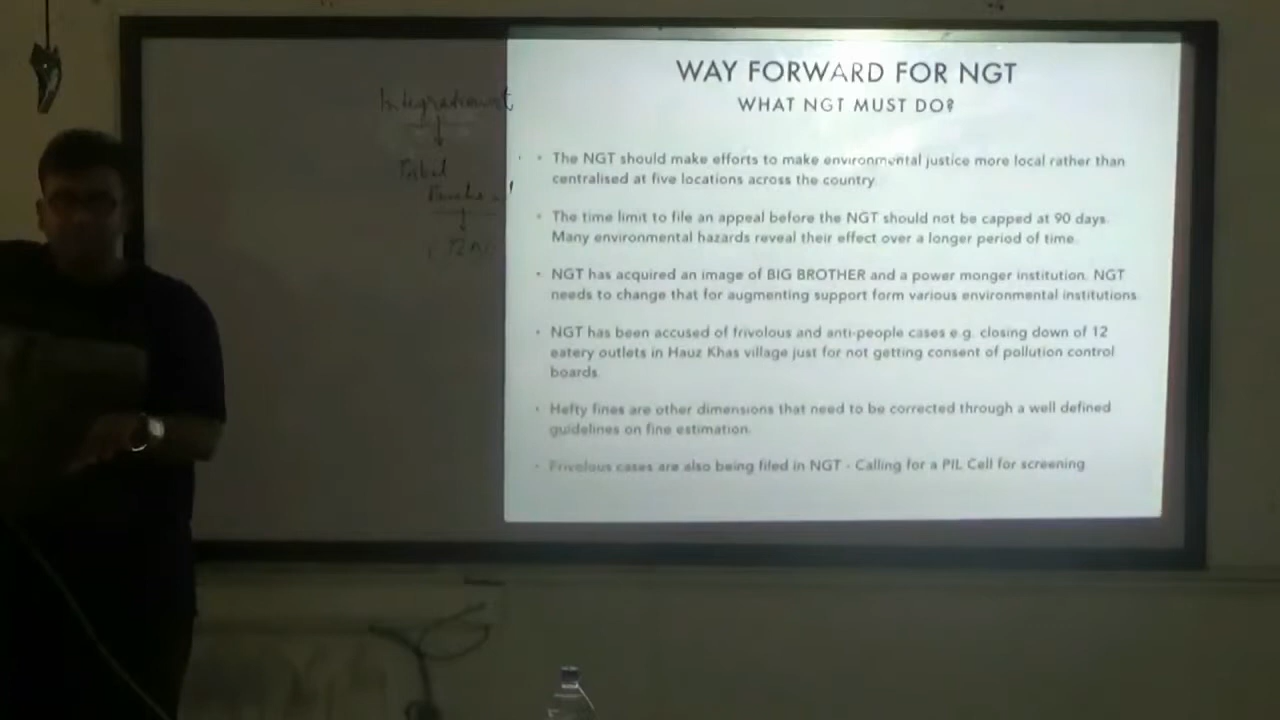 WAY FORWARD FOR NGT
WHAT NGT MUST DO?
• The NGT should make efforts to make environmental justice more local rather than
centralised at five locations across the country.
• The time limit to file an appeal before the NGT should not be capped at 90 days.
Many environmental hazards reveal their effect over a longer period of time.
• NGT has acquired an image of BIG BROTHER and a power monger institution. NGT
needs to change that for augmenting support form various environmental institutions
• NGT has been accused of frivolous and anti-people cases e.g. closing down of 12
eatery outlets in Hauz Khas village just for not getting consent of pollution control
boards.
• Hefty fines are other dimensions that need to be corrected through a well defined
guidelines on fine estimation.
• Frivolous cases are also being filed in NGT - Calling for a PIL Cell for screening